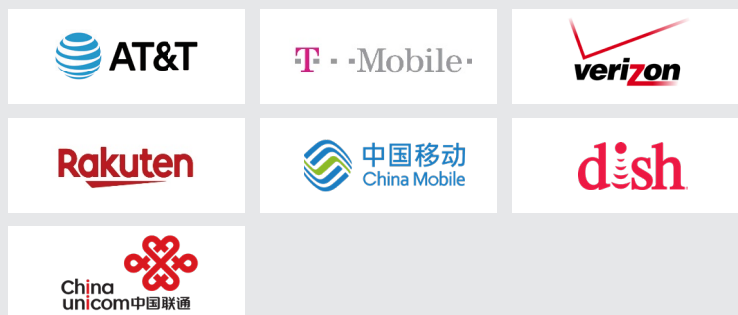 AT&T
T··Mobile·
verizon
Rakuten
中国移动
China Mobile
dish
China
unicom中国联通